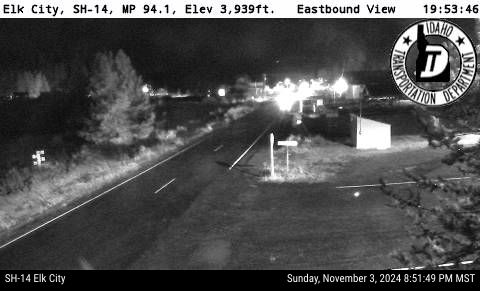 Elk City, SH-14, MP 94.1, Elev 3,939ft. Eastbound View 19:53:46
IDAHO
TRANSPORTATION DEPARTMENT
SH-14 Elk City Sunday, November 3, 2024 8:51:49 PM MST